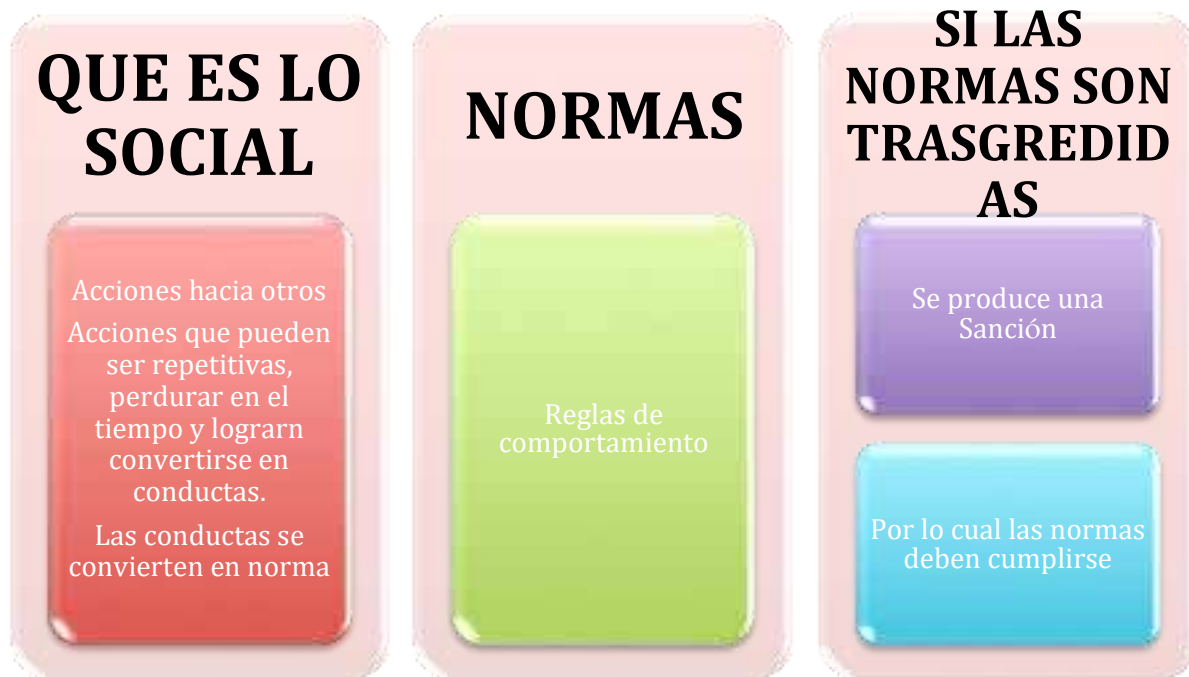 QUE ES LO
SOCIAL
Acciones hacia otros
Acciones que pueden
ser repetitivas,
perdurar en el
tiempo y lograrn
convertirse en
conductas.
Las conductas se
convierten en norma
NORMAS
Reglas de
comportamiento
SI LAS
NORMAS SON
TRASGREDID
AS
Se produce una
Sanción
Por lo cual las normas
deben cumplirse